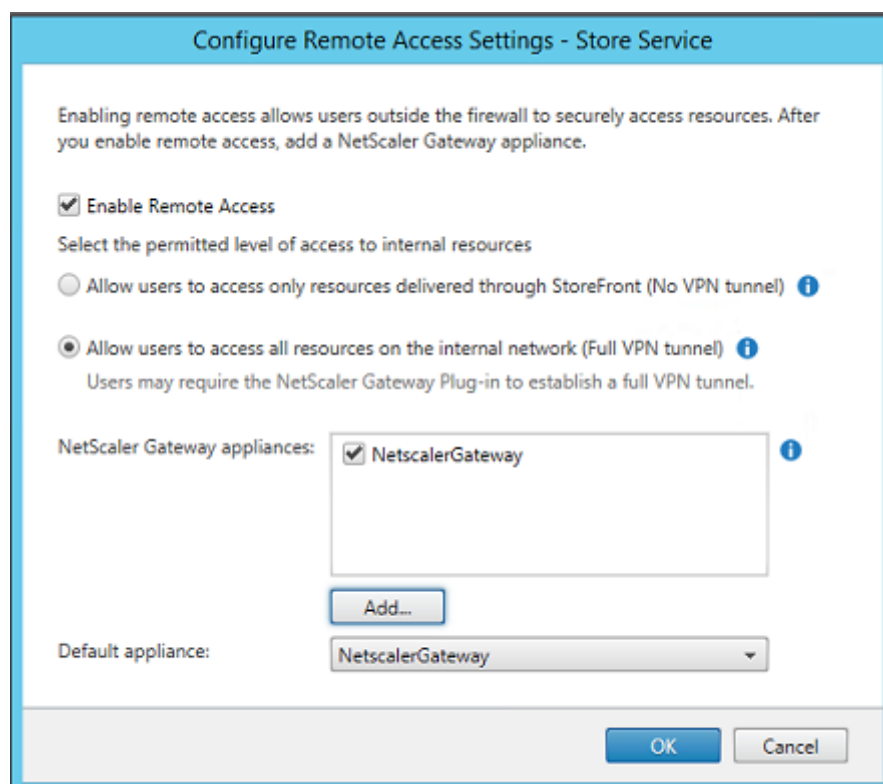 Configure Remote Access Settings - Store Service
Enabling remote access allows users outside the firewall to securely access resources. After
you enable remote access, add a NetScaler Gateway appliance.
Enable Remote Access
Select the permitted level of access to internal resources
Allow users to access only resources delivered through StoreFront (No VPN tunnel)
Allow users to access all resources on the internal network (Full VPN tunnel)
Users may require the NetScaler Gateway Plug-in to establish a full VPN tunnel.
NetScaler Gateway appliances:
NetscalerGateway
Add...
Default appliance:
NetscalerGateway
OK
Cancel